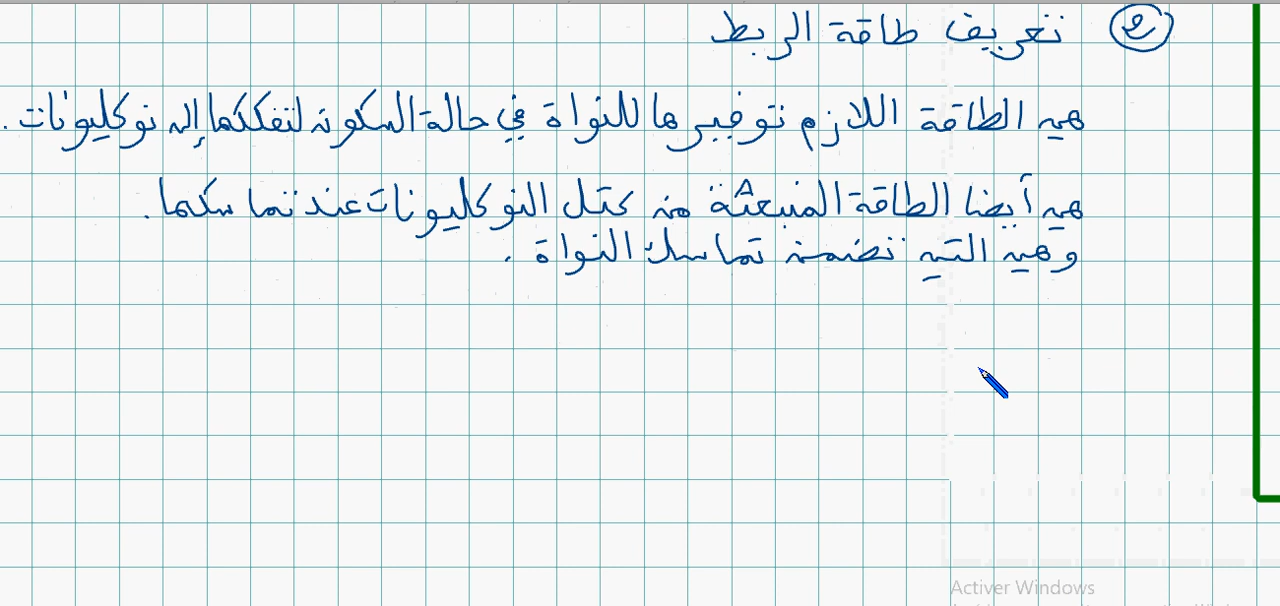 ② تعريف طاقة الربط
هي الطاقة اللازم توفيرها للنواة في حالة السكون لتفككها إلى نوكليونات.
هي أيضا الطاقة المنبعثة من كتل النوكليونات عند تماسكها.
وهي التي تضمن تماسك النواة.
Activer Windows